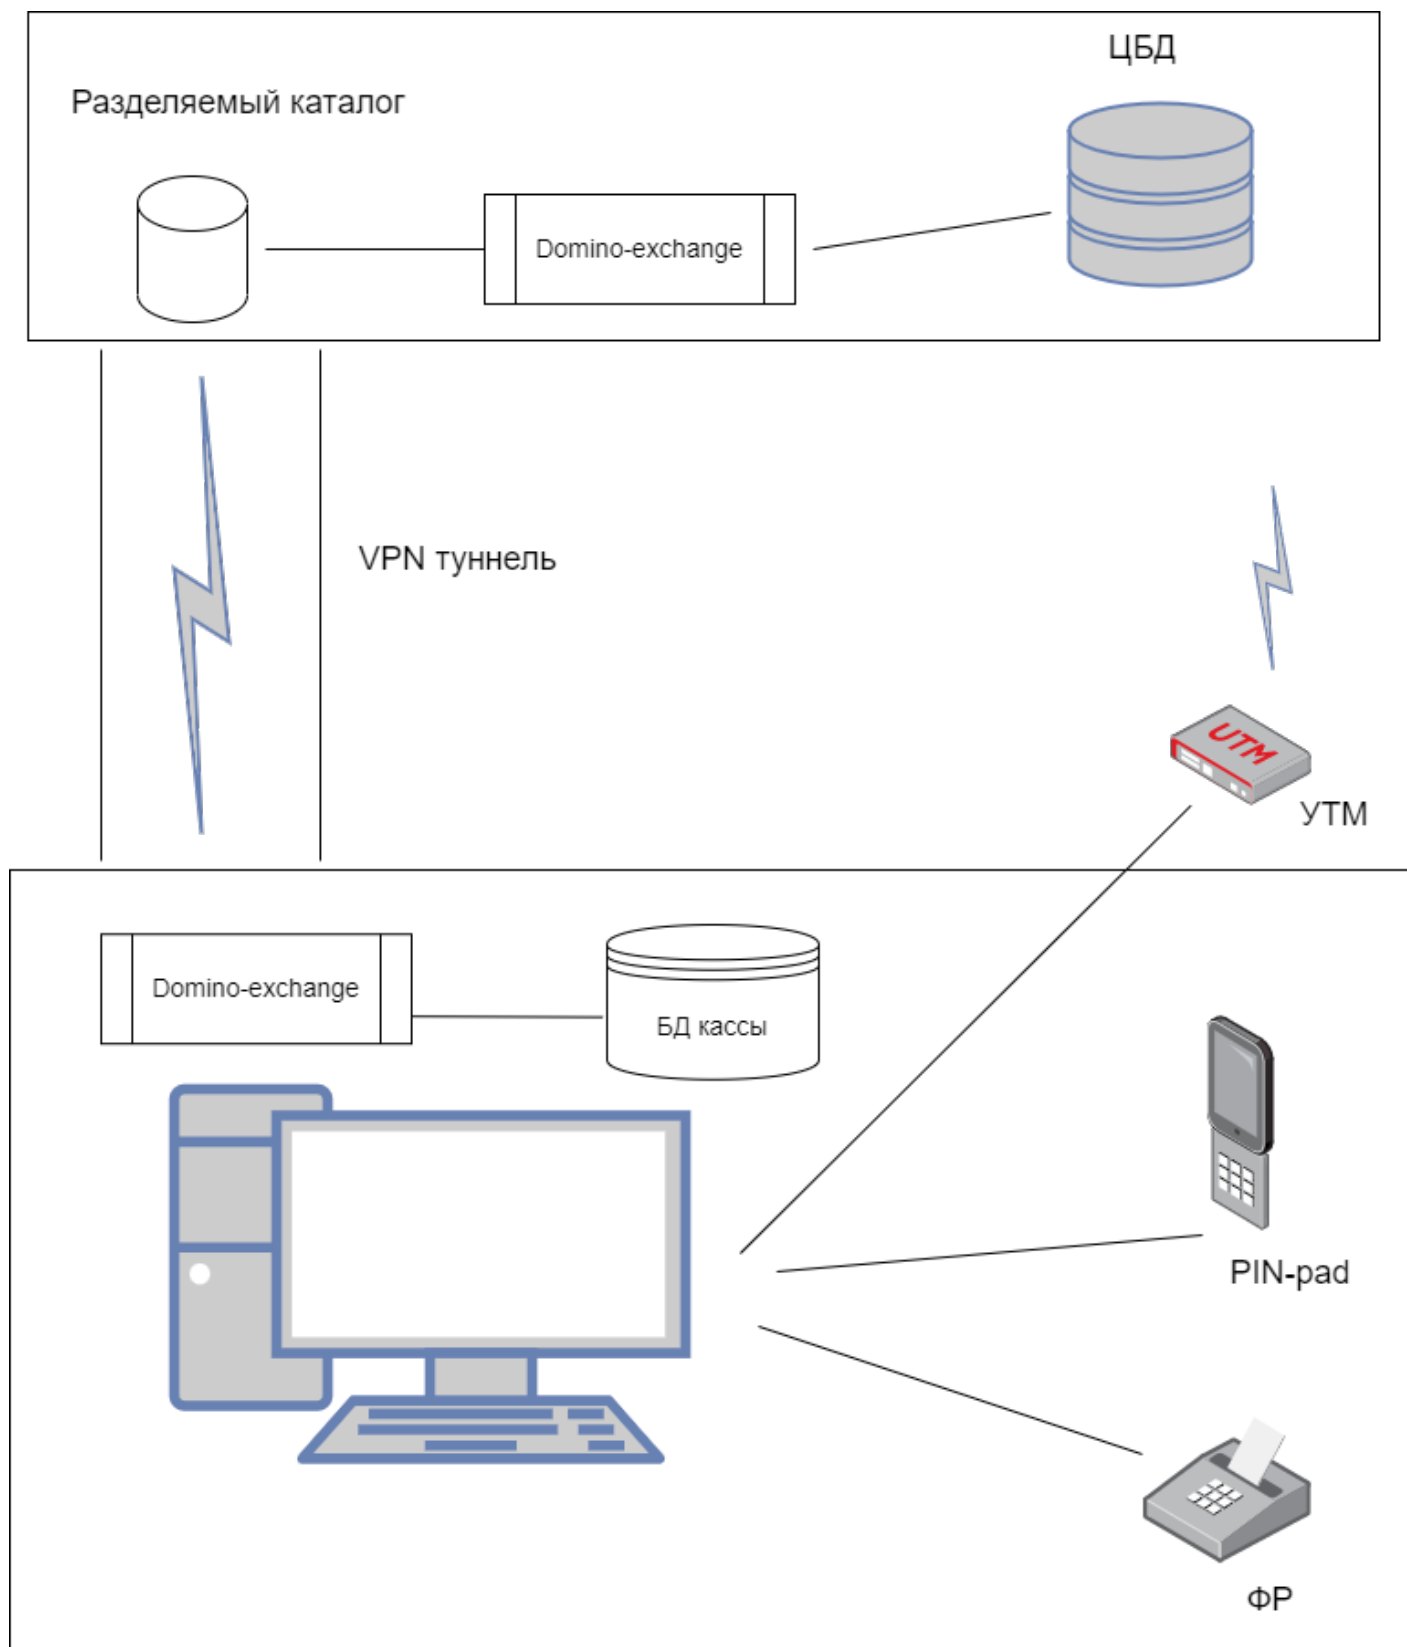 ЦБД
Разделяемый каталог
Domino-exchange
VPN туннель
UTM
УТМ
Domino-exchange
БД кассы
PIN-pad
ФР